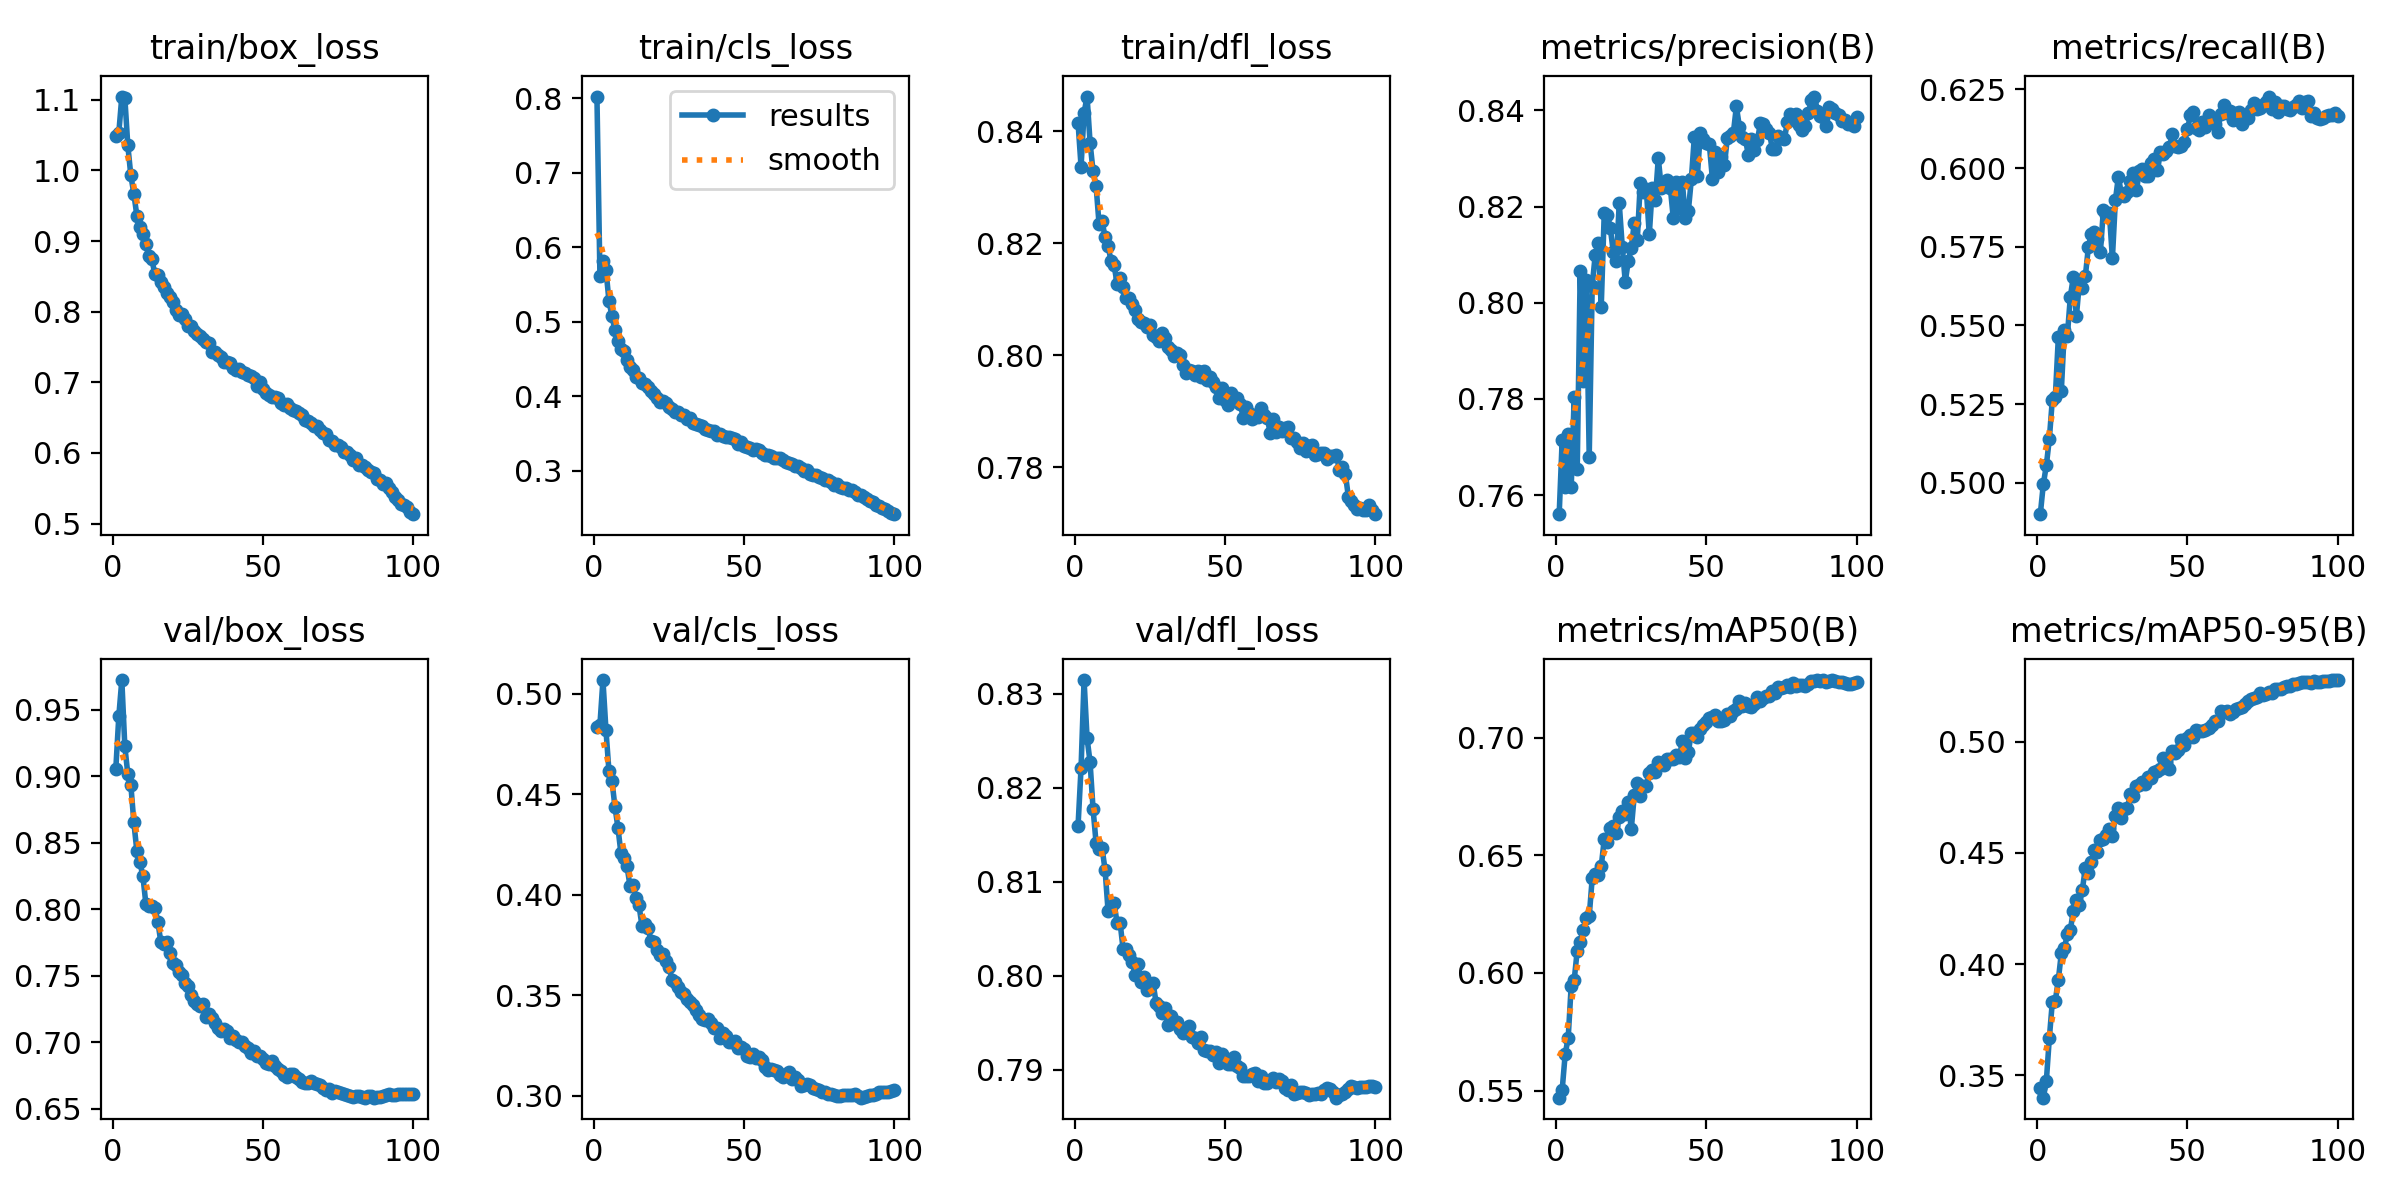 train/box_loss
1.1
1.0
0.9
0.8
0.7
0.6
0.5
0 50 100
train/cls_loss
results
smooth
0.8
0.7
0.6
0.5
0.4
0.3
0 50 100
train/dfl_loss
0.84
0.82
0.80
0.78
0 50 100
metrics/precision(B)
0.84
0.82
0.80
0.78
0.76
0 50 100
metrics/recall(B)
0.625
0.600
0.575
0.550
0.525
0.500
0 50 100
val/box_loss
0.95
0.90
0.85
0.80
0.75
0.70
0.65
0 50 100
val/cls_loss
0.50
0.45
0.40
0.35
0.30
0 50 100
val/dfl_loss
0.83
0.82
0.81
0.80
0.79
0 50 100
metrics/mAP50(B)
0.70
0.65
0.60
0.55
0 50 100
metrics/mAP50-95(B)
0.50
0.45
0.40
0.35
0 50 100